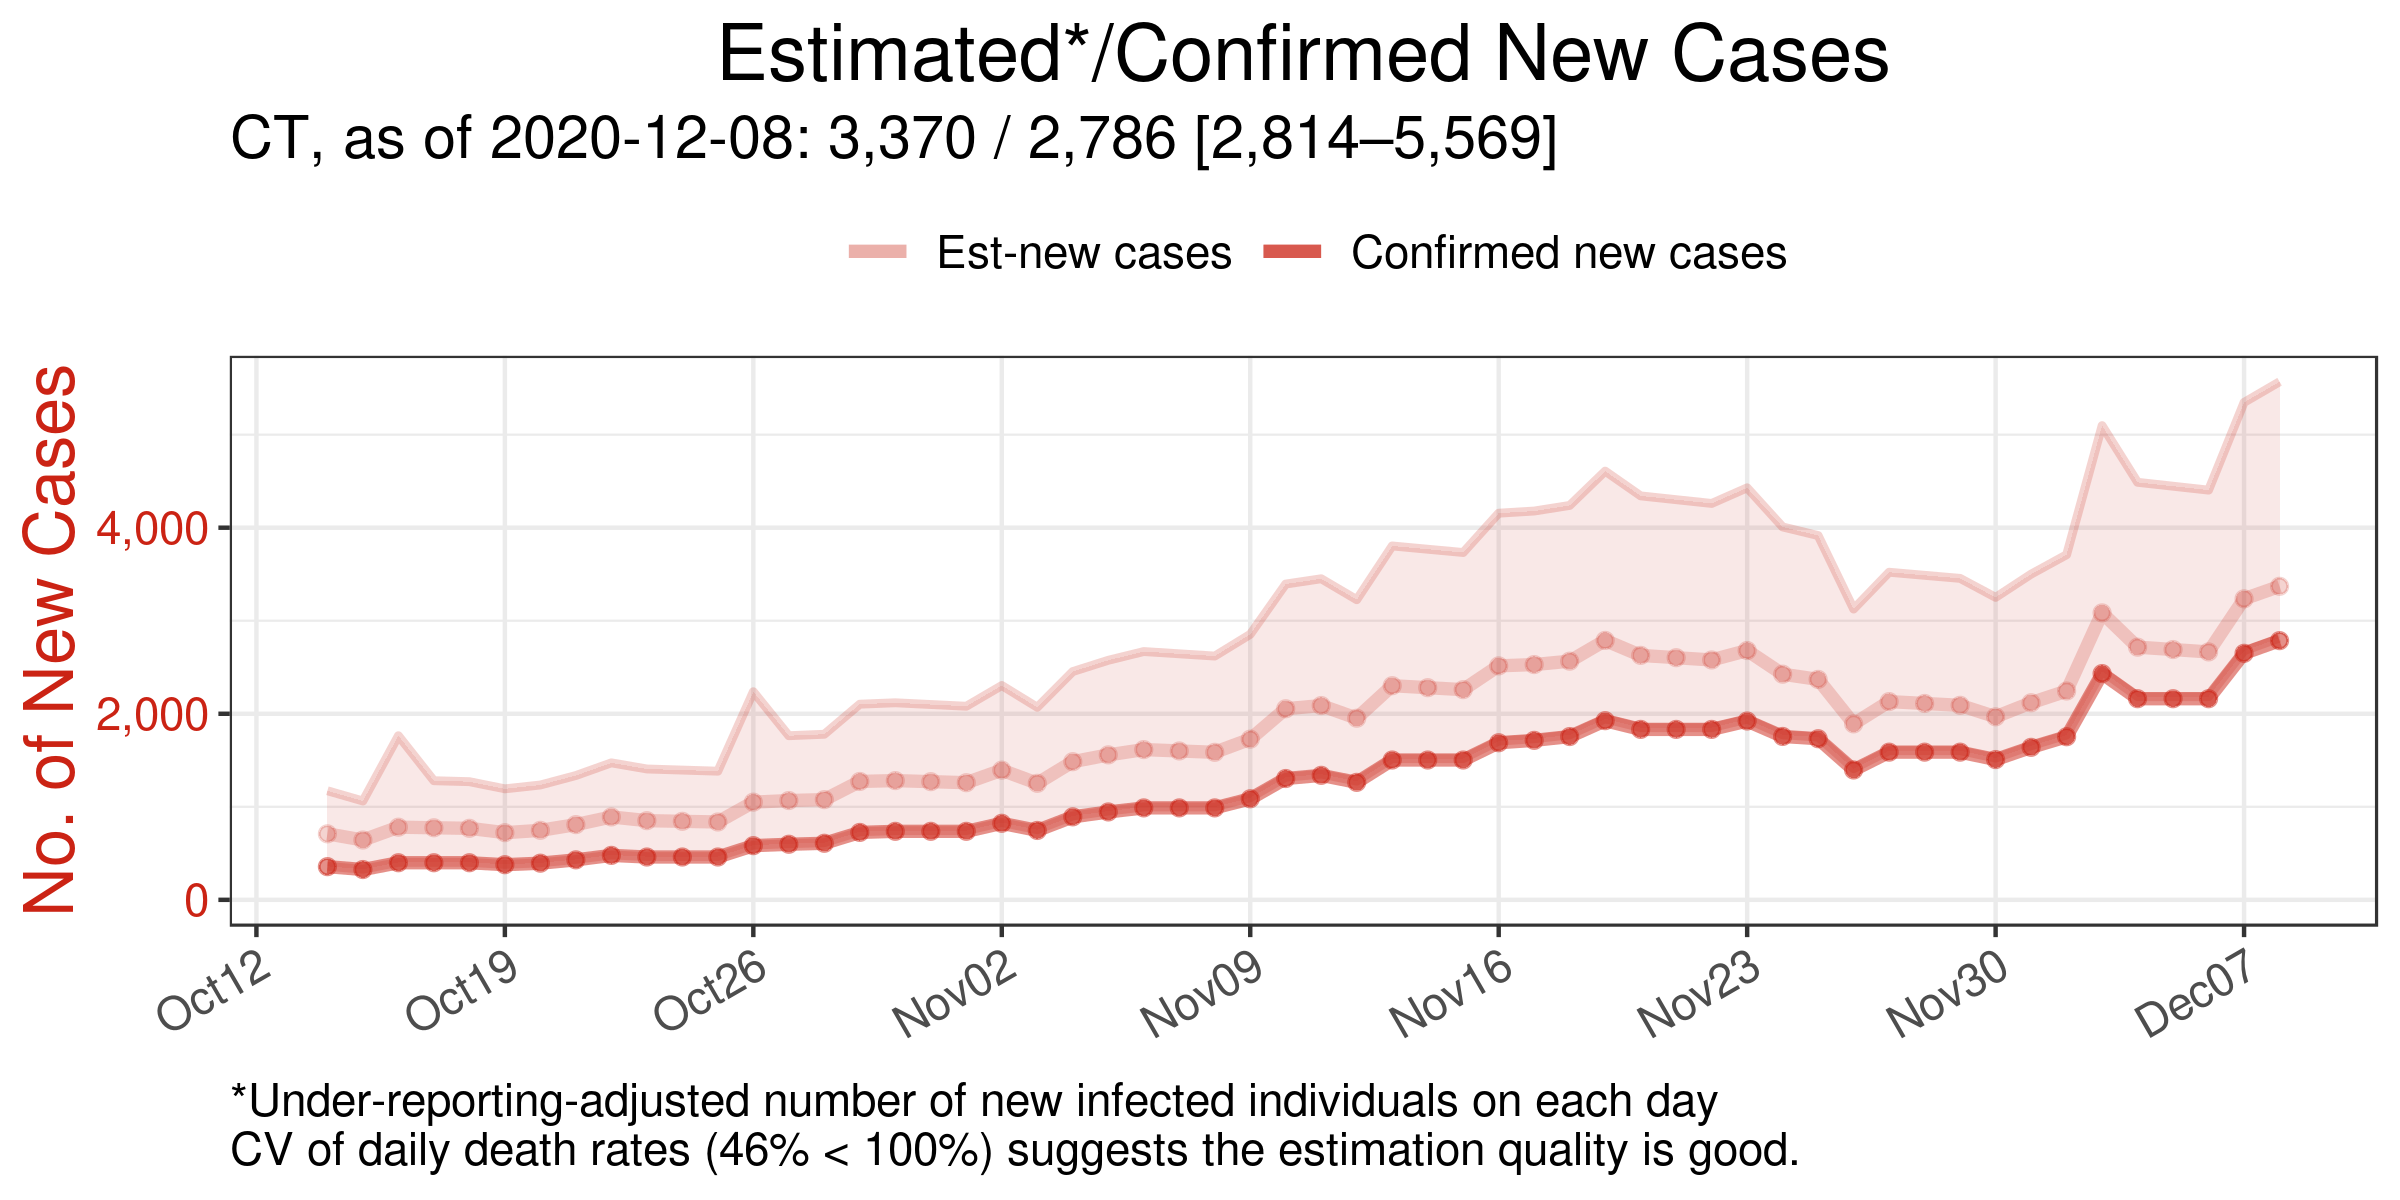 Estimated*/Confirmed New Cases
CT, as of 2020-12-08: 3,370 / 2,786 [2,814–5,569]
Est-new cases Confirmed new cases
No. of New Cases
4,000
2,000
0
Oct12 Oct19 Oct26 Nov02 Nov09 Nov16 Nov23 Nov30 Dec07
*Under-reporting-adjusted number of new infected individuals on each day
CV of daily death rates (46% < 100%) suggests the estimation quality is good.